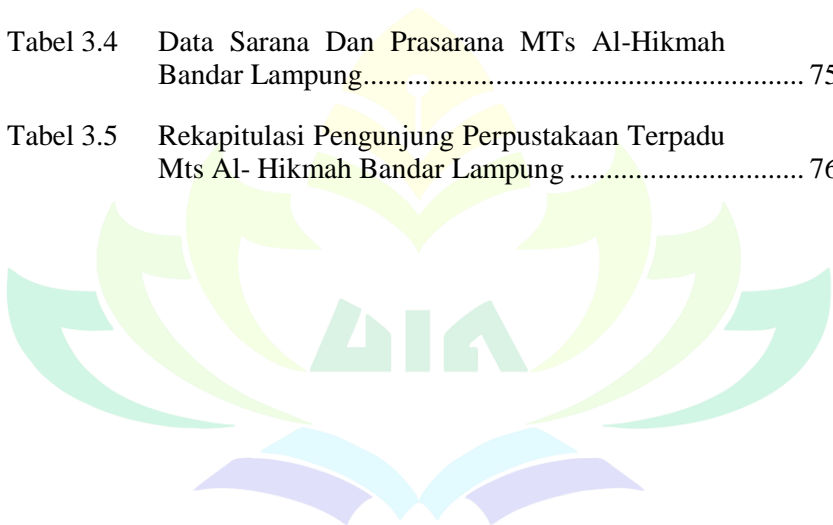 Tabel 3.4 Data Sarana Dan Prasarana MTs Al-Hikmah
Bandar Lampung.................................................. 75
Tabel 3.5 Rekapitulasi Pengunjung Perpustakaan Terpadu
Mts Al- Hikmah Bandar Lampung ........................... 76
UIN